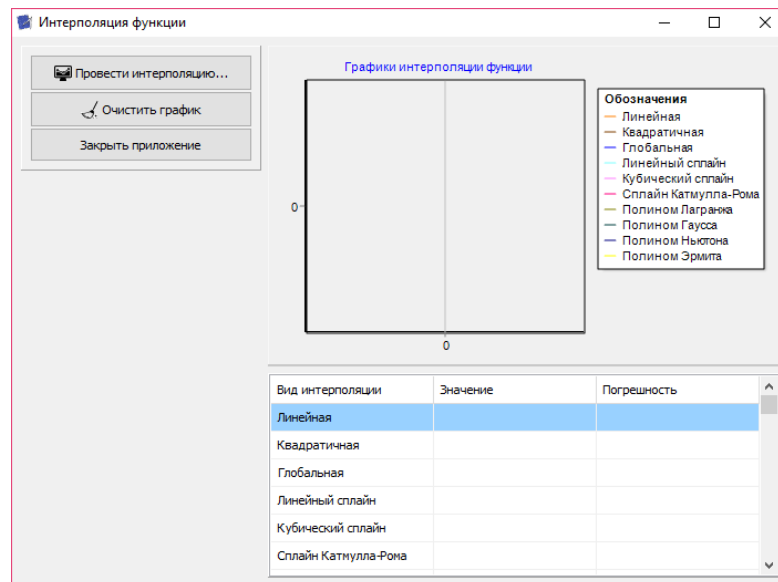 Интерполяция функции
Провести интерполяцию...
Очистить график
Закрыть приложение
Графики интерполяции функции
0
0
Обозначения
Линейная
Квадратичная
Глобальная
Линейный сплайн
Кубический сплайн
Сплайн Катмулла-Рома
Полином Лагранжа
Полином Гаусса
Полином Ньютона
Полином Эрмита
Вид интерполяции Значение Погрешность
Линейная
Квадратичная
Глобальная
Линейный сплайн
Кубический сплайн
Сплайн Катмулла-Рома